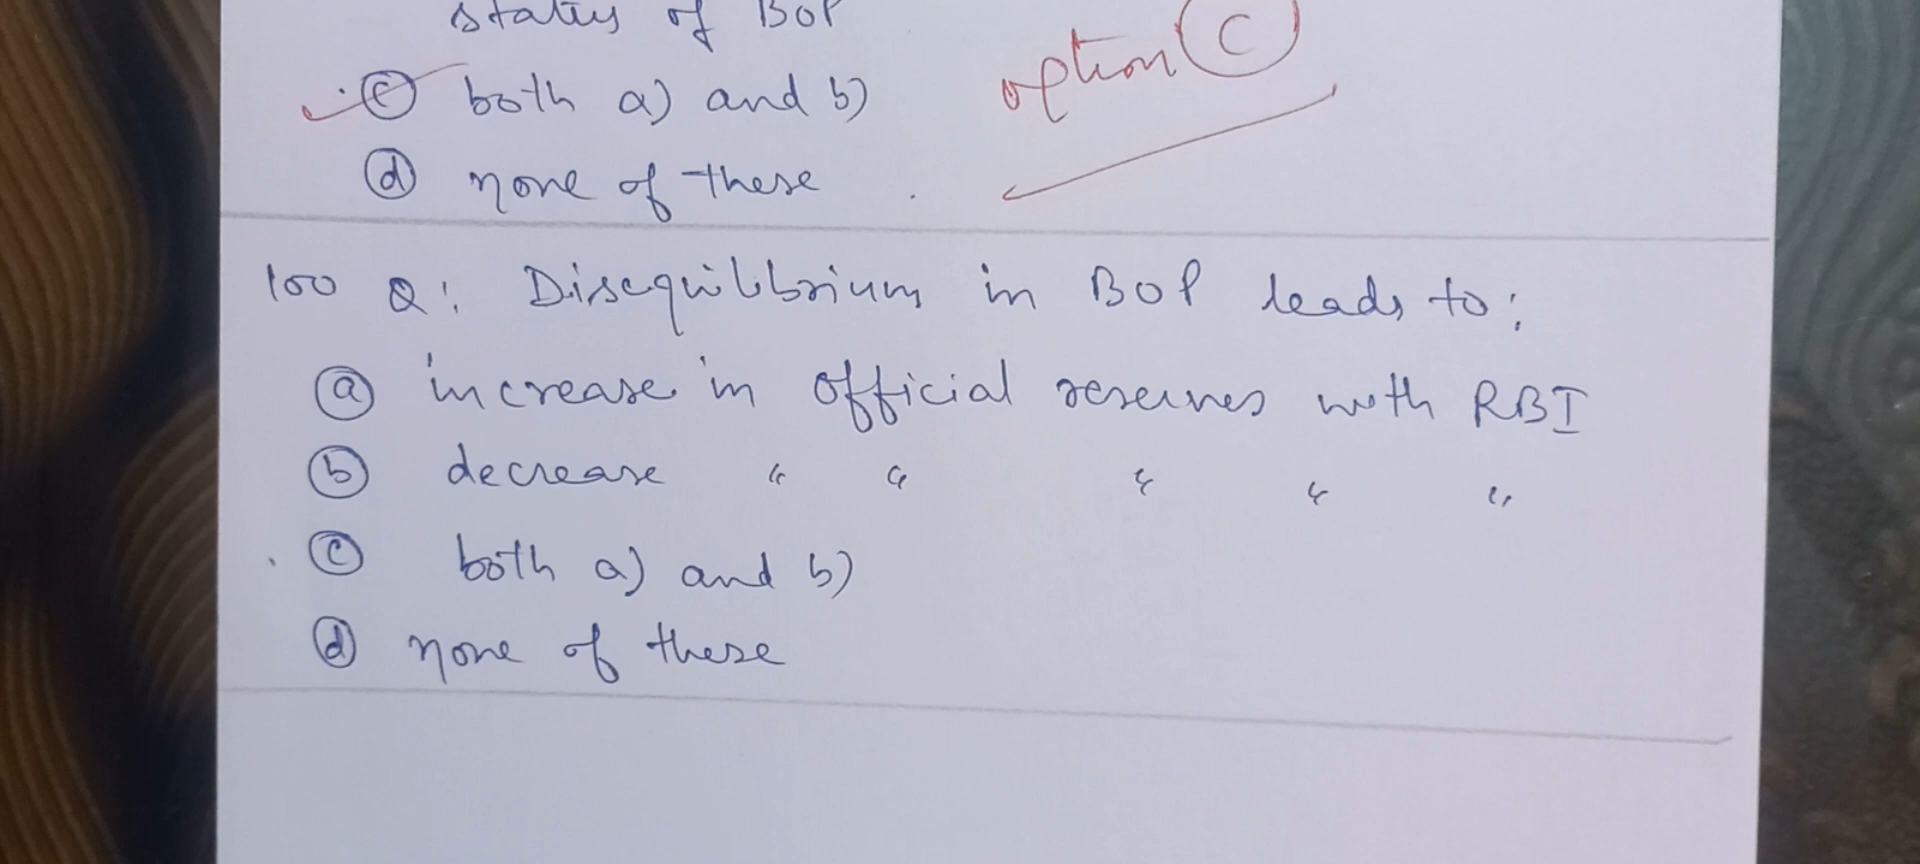 status of BOP
option C
c both a) and b)
d none of these
100 Q: Disequilibrium in BOP leads to:
a increase in official reserves with RBI
b decrease " " " " "
c both a) and b)
d none of these